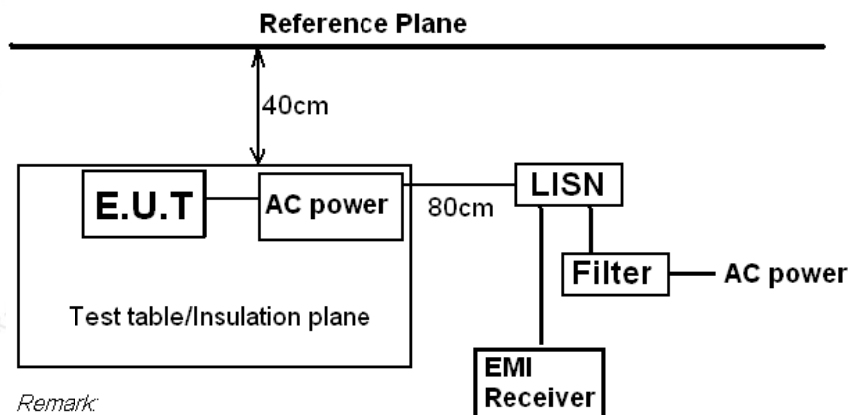 Reference Plane
40cm
E.U.T
AC power
80cm
LISN
Filter
AC power
Test table/Insulation plane
EMI
Receiver
Remark: